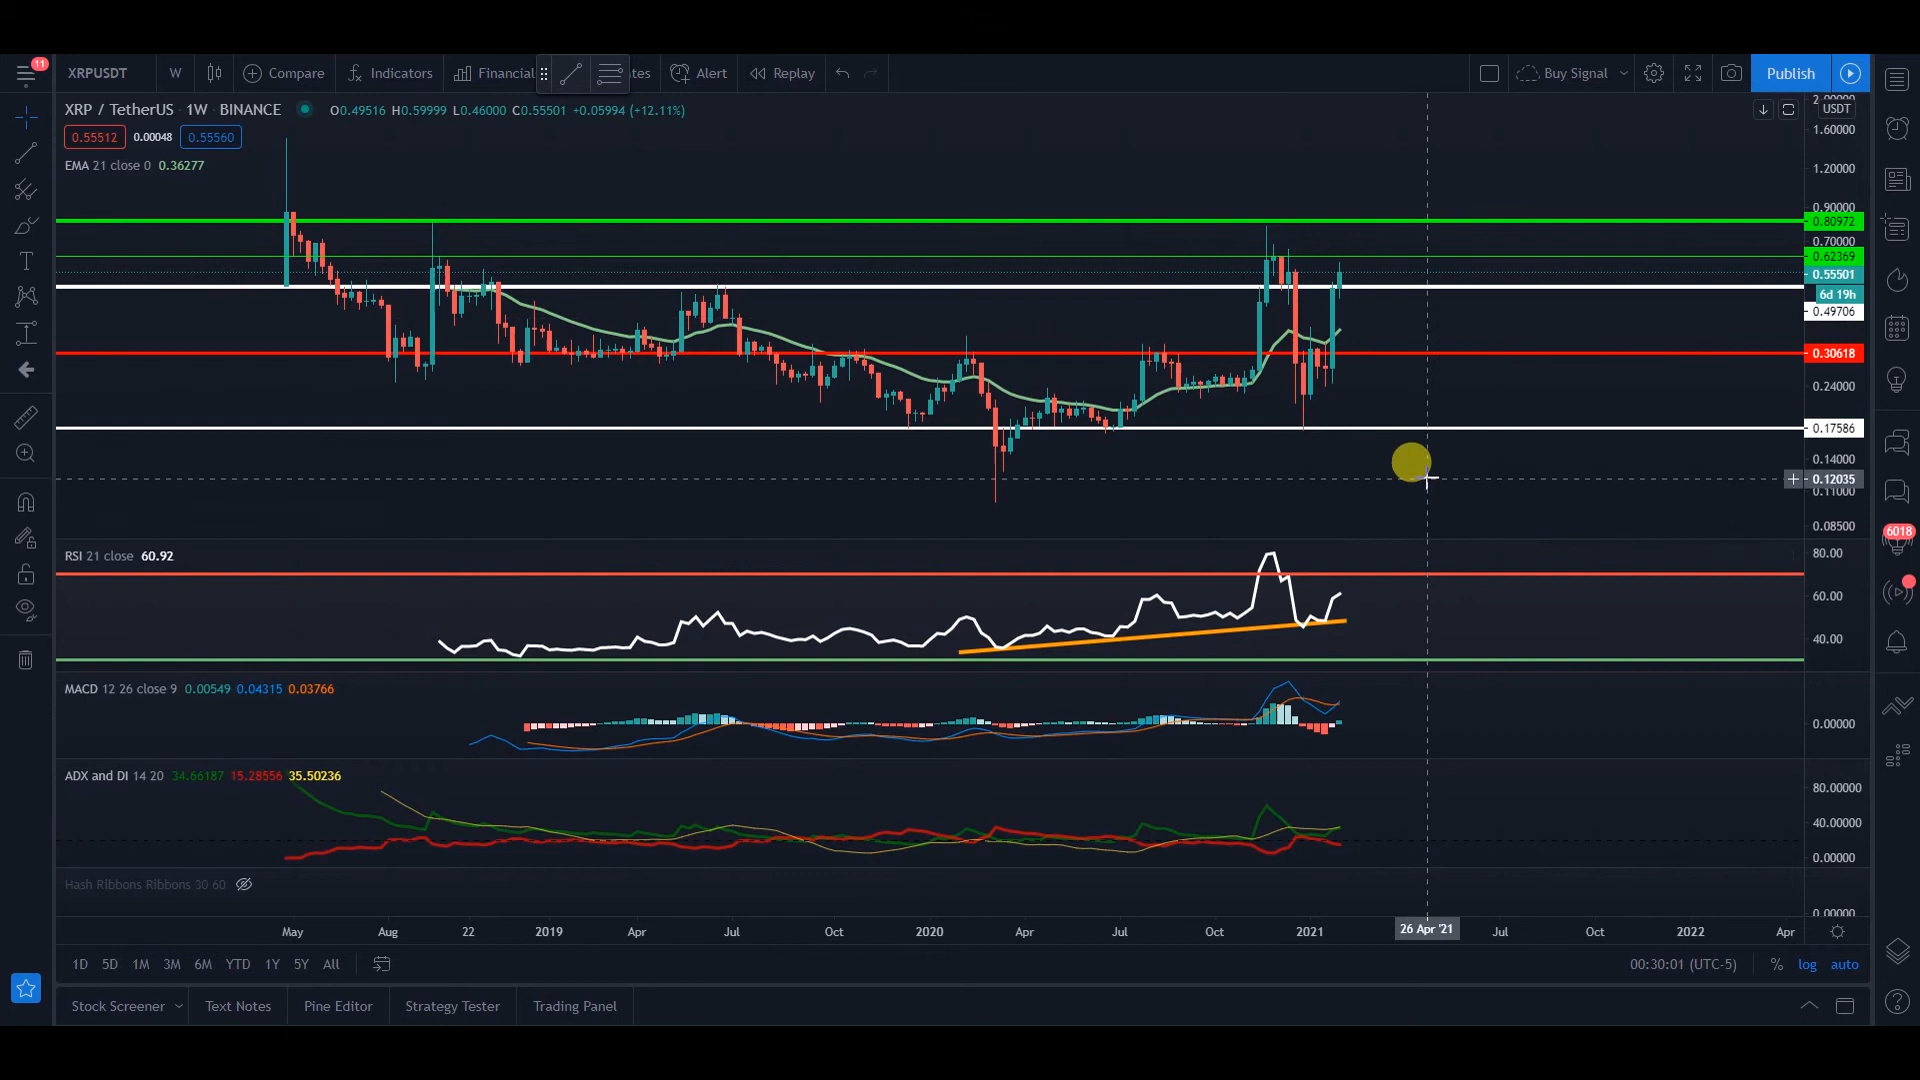 11
XRPUSDT W Compare Indicators Financial tes Alert Replay Buy Signal Publish
XRP / TetherUS · 1W · BINANCE O0.49516 H0.59999 L0.46000 C0.55501 +0.05994 (+12.11%)
0.55512 0.00048 0.55560
EMA 21 close 0 0.36277
2.00000
USDT
1.60000
1.20000
0.90000
0.80972
0.70000
0.62369
0.55501
6d 19h
0.49706
0.30618
0.24000
0.17586
0.14000
0.12035
0.11000
0.08500
6018
RSI 21 close 60.92
80.00
60.00
40.00
MACD 12 26 close 9 0.00549 0.04315 0.03766
0.00000
ADX and DI 14 20 34.66187 15.28556 35.50236
80.00000
40.00000
0.00000
Hash Ribbons Ribbons 30 60
0.00000
May Aug 22 2019 Apr Jul Oct 2020 Apr Jul Oct 2021 26 Apr '21 Jul Oct 2022 Apr
1D 5D 1M 3M 6M YTD 1Y 5Y All 00:30:01 (UTC-5) % log auto
Stock Screener Text Notes Pine Editor Strategy Tester Trading Panel